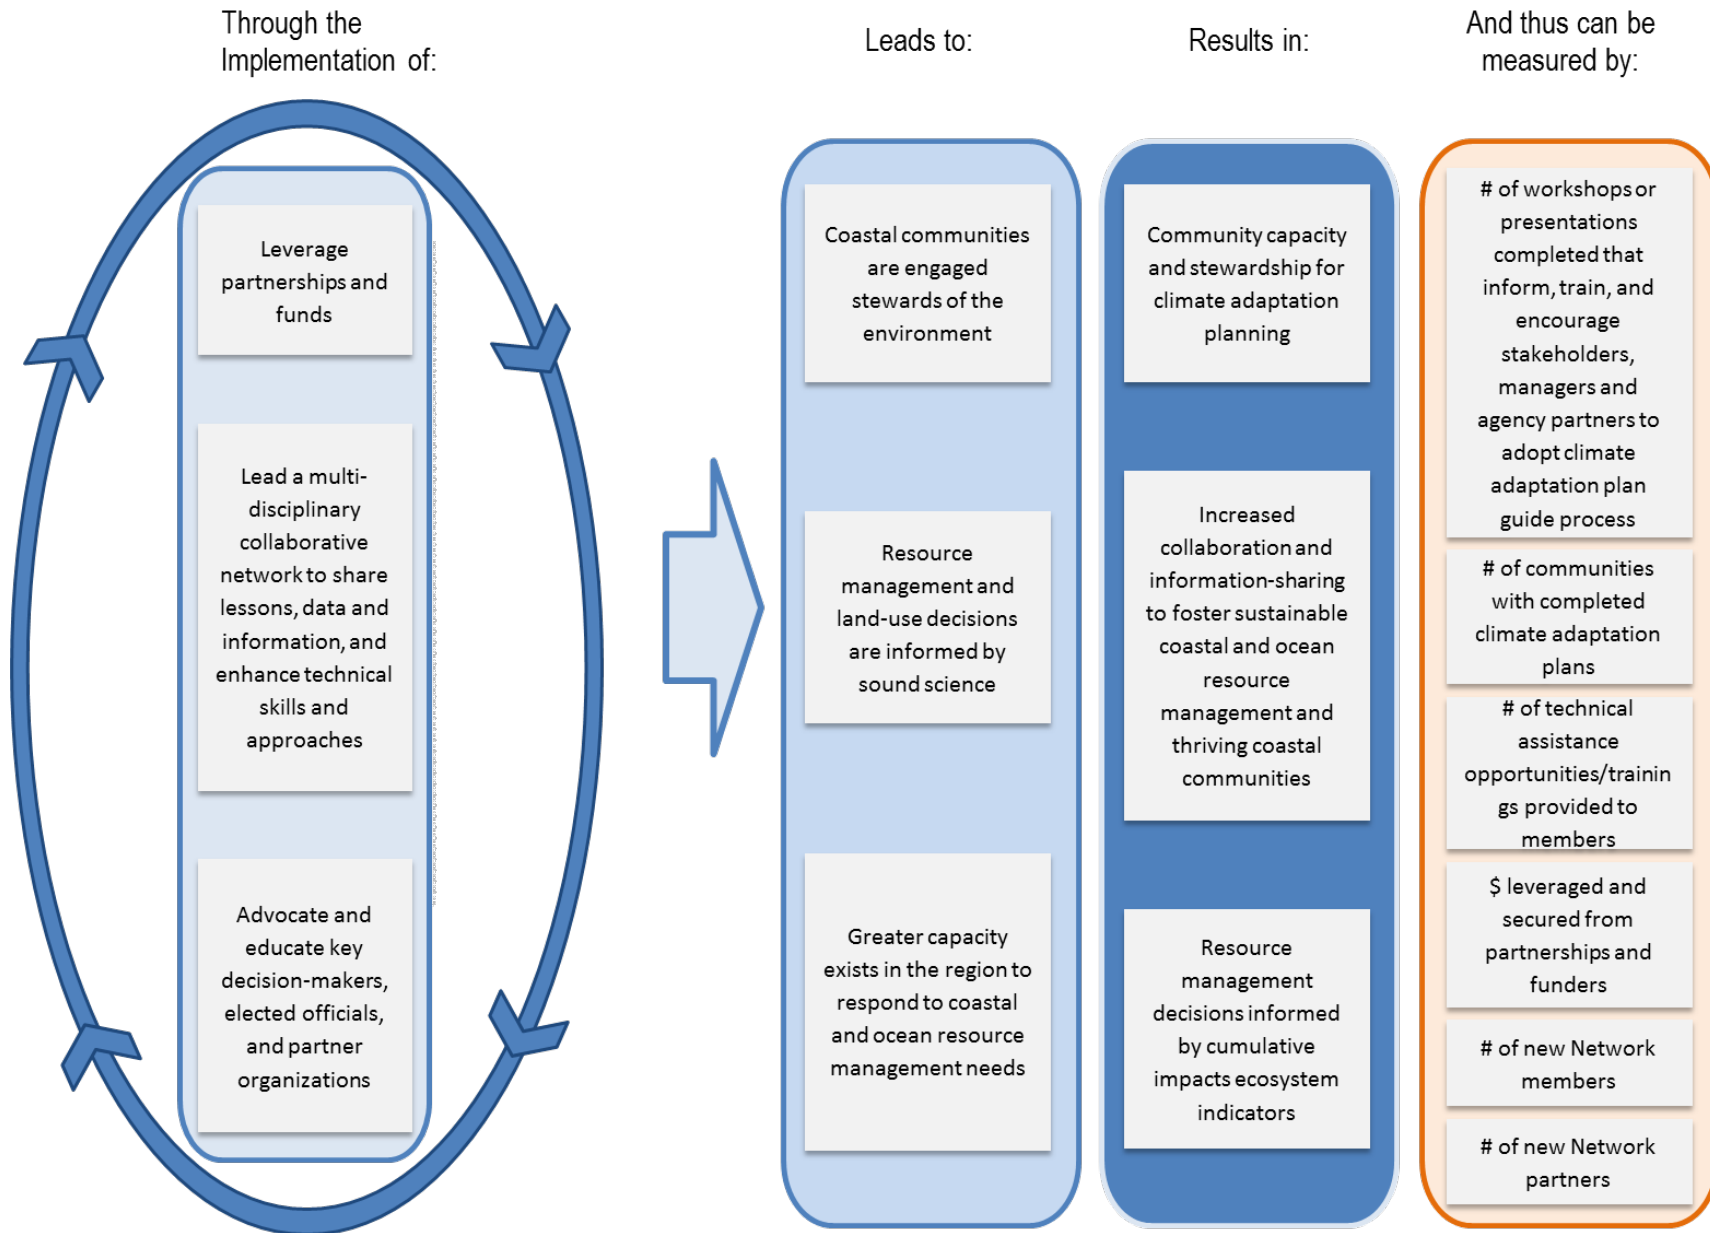 Through the
Implementation of:
Leads to:
Results in:
And thus can be
measured by:
Leverage
partnerships and
funds
Lead a multi-
disciplinary
collaborative
network to share
lessons, data and
information, and
enhance technical
skills and
approaches
Advocate and
educate key
decision-makers,
elected officials,
and partner
organizations
Coastal communities
are engaged
stewards of the
environment
Resource
management and
land-use decisions
are informed by
sound science
Greater capacity
exists in the region to
respond to coastal
and ocean resource
management needs
Community capacity
and stewardship for
climate adaptation
planning
Increased
collaboration and
information-sharing
to foster sustainable
coastal and ocean
resource
management and
thriving coastal
communities
Resource
management
decisions informed
by cumulative
impacts ecosystem
indicators
# of workshops or
presentations
completed that
inform, train, and
encourage
stakeholders,
managers and
agency partners to
adopt climate
adaptation plan
guide process
# of communities
with completed
climate adaptation
plans
# of technical
assistance
opportunities/trainin
gs provided to
members
$ leveraged and
secured from
partnerships and
funders
# of new Network
members
# of new Network
partners